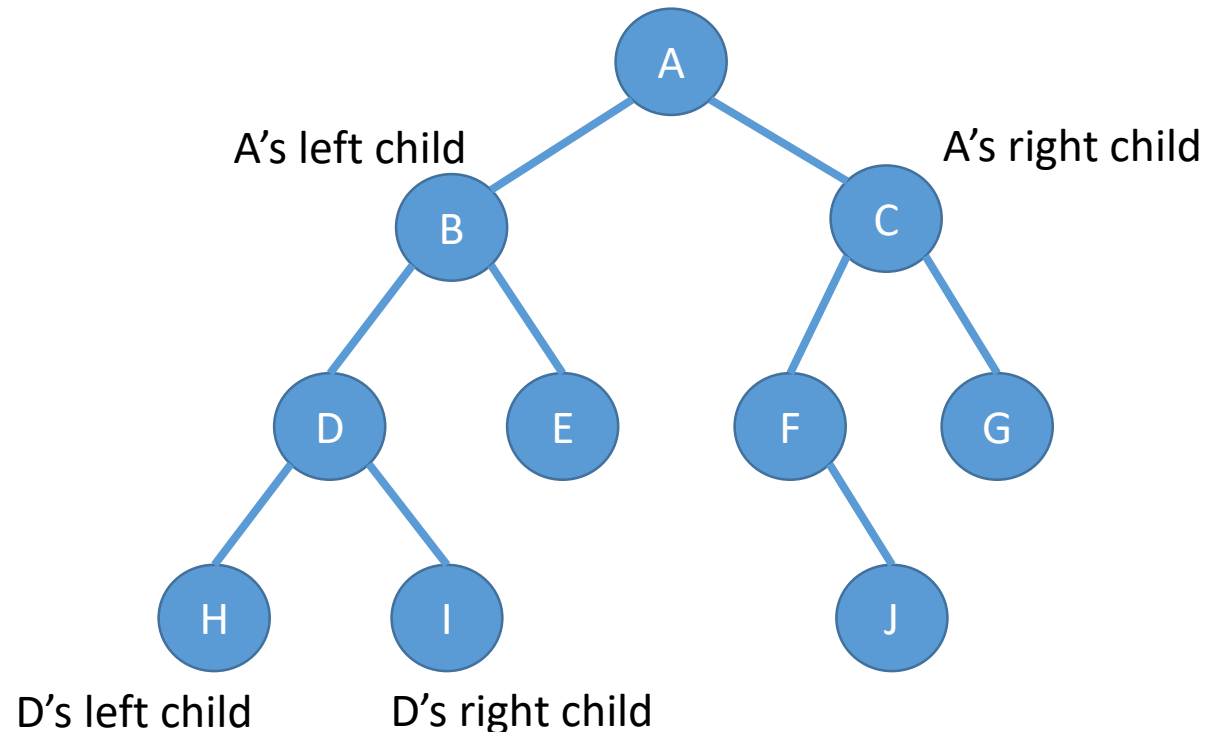 A
A’s left child
A’s right child
B
C
D
E
F
G
H
I
J
D’s left child
D’s right child